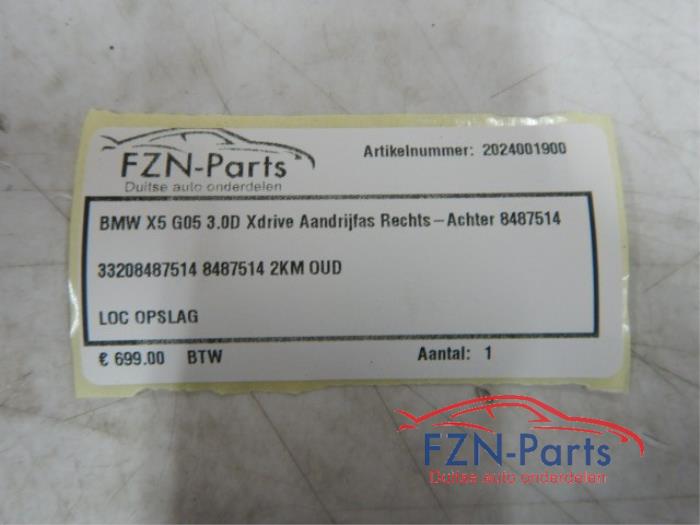 FZN-Parts
Duitse auto onderdelen
Artikelnummer: 2024001900
BMW X5 G05 3.0D Xdrive Aandrijfas Rechts-Achter 8487514
33208487514 8487514 2KM OUD
LOC OPSLAG
€ 699.00 BTW
Aantal: 1
FZN-Parts
Duitse auto onderdelen